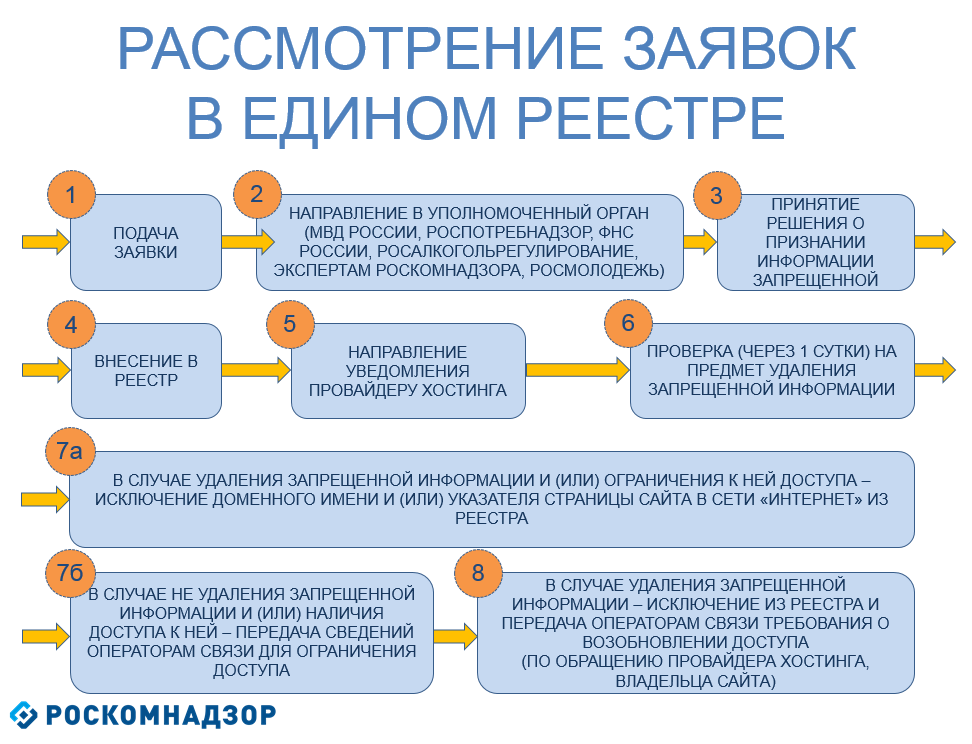 РАССМОТРЕНИЕ ЗАЯВОК
В ЕДИНОМ РЕЕСТРЕ
1
ПОДАЧА
ЗАЯВКИ
2
НАПРАВЛЕНИЕ В УПОЛНОМОЧЕННЫЙ ОРГАН
(МВД РОССИИ, РОСПОТРЕБНАДЗОР, ФНС
РОССИИ, РОСАЛКОГОЛЬРЕГУЛИРОВАНИЕ,
ЭКСПЕРТАМ РОСКОМНАДЗОРА, РОСМОЛОДЕЖЬ)
3
ПРИНЯТИЕ
РЕШЕНИЯ О
ПРИЗНАНИИ
ИНФОРМАЦИИ
ЗАПРЕЩЕННОЙ
4
ВНЕСЕНИЕ В
РЕЕСТР
5
НАПРАВЛЕНИЕ
УВЕДОМЛЕНИЯ
ПРОВАЙДЕРУ ХОСТИНГА
6
ПРОВЕРКА (ЧЕРЕЗ 1 СУТКИ) НА
ПРЕДМЕТ УДАЛЕНИЯ
ЗАПРЕЩЕННОЙ ИНФОРМАЦИИ
7а
В СЛУЧАЕ УДАЛЕНИЯ ЗАПРЕЩЕННОЙ ИНФОРМАЦИИ И (ИЛИ) ОГРАНИЧЕНИЯ К НЕЙ ДОСТУПА –
ИСКЛЮЧЕНИЕ ДОМЕННОГО ИМЕНИ И (ИЛИ) УКАЗАТЕЛЯ СТРАНИЦЫ САЙТА В СЕТИ «ИНТЕРНЕТ» ИЗ
РЕЕСТРА
7б
В СЛУЧАЕ НЕ УДАЛЕНИЯ ЗАПРЕЩЕННОЙ
ИНФОРМАЦИИ И (ИЛИ) НАЛИЧИЯ
ДОСТУПА К НЕЙ – ПЕРЕДАЧА СВЕДЕНИЙ
ОПЕРАТОРАМ СВЯЗИ ДЛЯ ОГРАНИЧЕНИЯ
ДОСТУПА
8
В СЛУЧАЕ УДАЛЕНИЯ ЗАПРЕЩЕННОЙ
ИНФОРМАЦИИ – ИСКЛЮЧЕНИЕ ИЗ РЕЕСТРА И
ПЕРЕДАЧА ОПЕРАТОРАМ СВЯЗИ ТРЕБОВАНИЯ О
ВОЗОБНОВЛЕНИИ ДОСТУПА
(ПО ОБРАЩЕНИЮ ПРОВАЙДЕРА ХОСТИНГА,
ВЛАДЕЛЬЦА САЙТА)
РОСКОМНАДЗОР